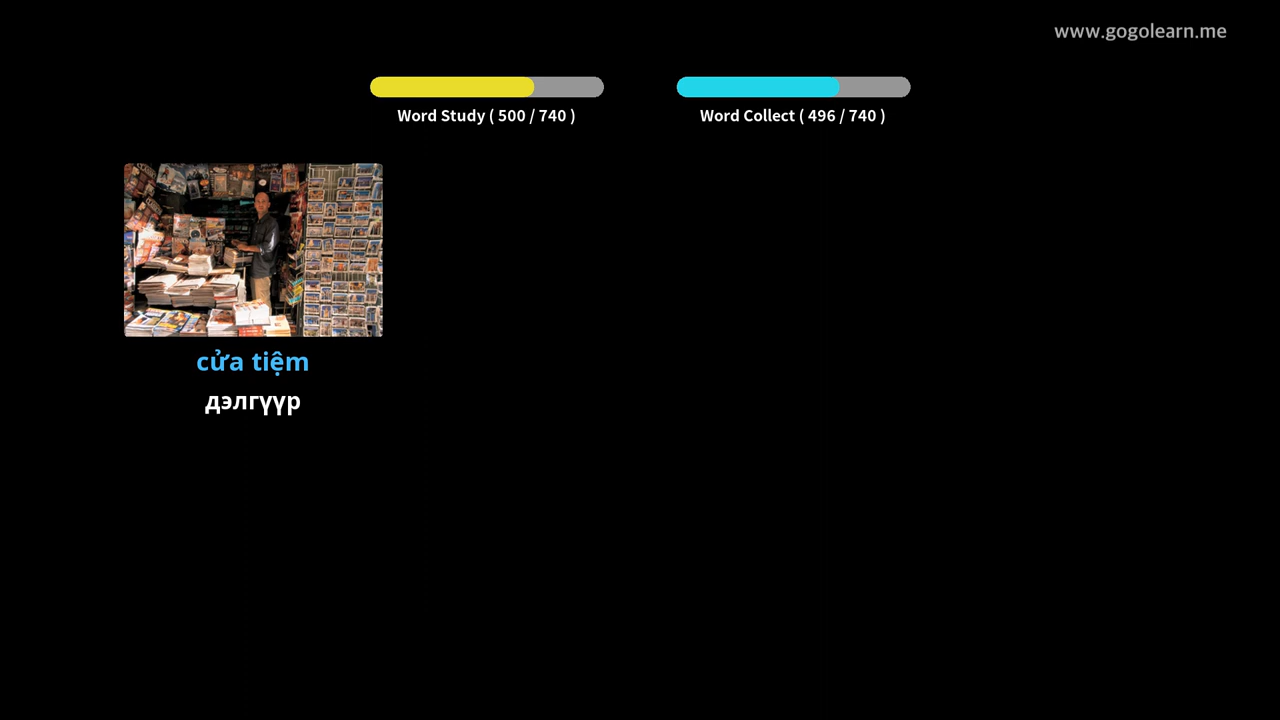 www.gogolearn.me
Word Study ( 500 / 740 )
Word Collect ( 496 / 740 )
cửa tiệm
дэлгүүр